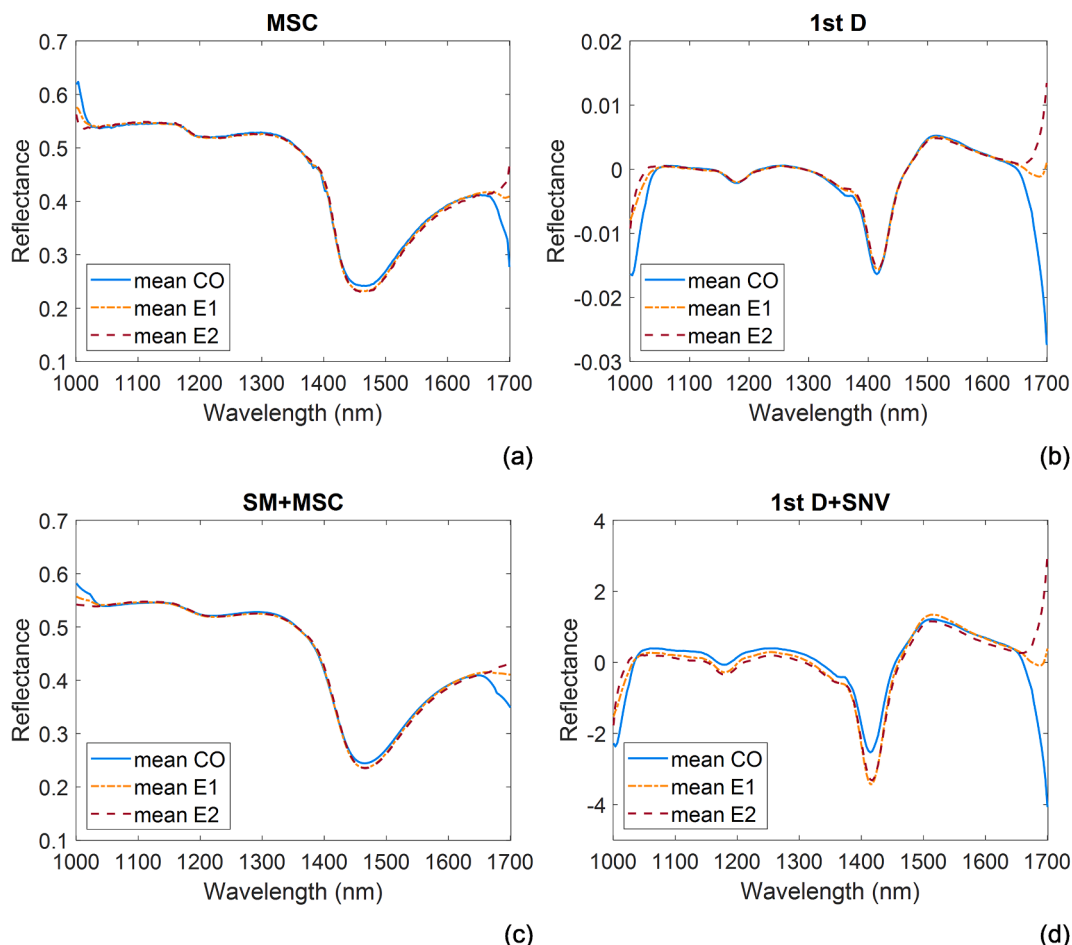 MSC
0.7
0.6
0.5
0.4
0.3
0.2
0.1
Reflectance
mean CO
mean E1
mean E2
1000 1100 1200 1300 1400 1500 1600 1700
Wavelength (nm)
(a)
1st D
0.02
0.01
0
-0.01
-0.02
-0.03
Reflectance
mean CO
mean E1
mean E2
1000 1100 1200 1300 1400 1500 1600 1700
Wavelength (nm)
(b)
SM+MSC
0.7
0.6
0.5
0.4
0.3
0.2
0.1
Reflectance
mean CO
mean E1
mean E2
1000 1100 1200 1300 1400 1500 1600 1700
Wavelength (nm)
(c)
1st D+SNV
4
2
0
-2
-4
Reflectance
mean CO
mean E1
mean E2
1000 1100 1200 1300 1400 1500 1600 1700
Wavelength (nm)
(d)